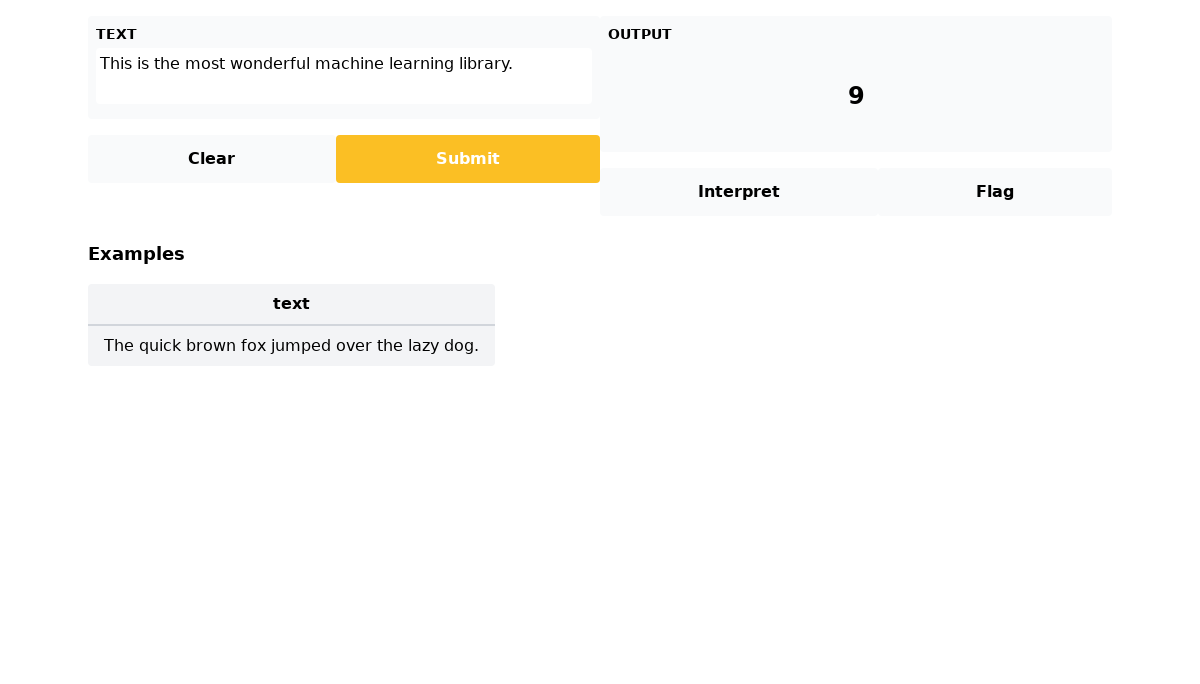 TEXT
This is the most wonderful machine learning library.
Clear
Submit
OUTPUT
9
Interpret
Flag
Examples
text
The quick brown fox jumped over the lazy dog.